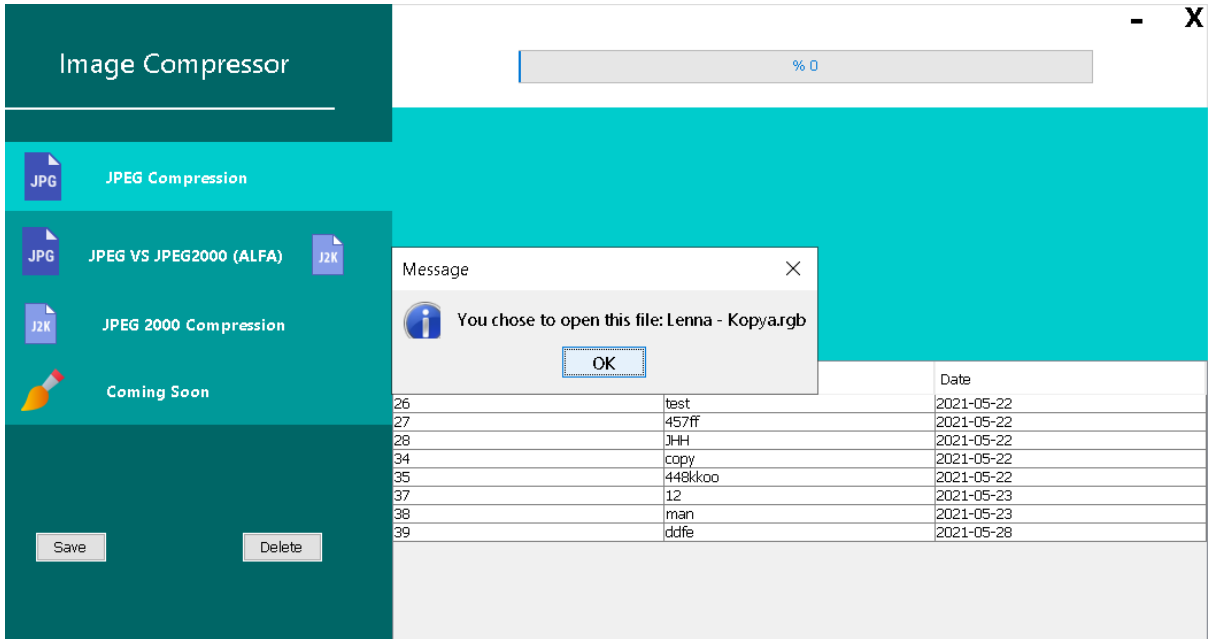 - X
Image Compressor
% 0
JPG JPEG Compression
JPG JPEG VS JPEG2000 (ALFA) J2K
J2K JPEG 2000 Compression
Coming Soon
Save Delete
Message
i You chose to open this file: Lenna - Kopya.rgb
OK
Date
26 test 2021-05-22
27 457ff 2021-05-22
28 JHH 2021-05-22
34 copy 2021-05-22
35 448kkoo 2021-05-22
37 12 2021-05-23
38 man 2021-05-23
39 ddfe 2021-05-28